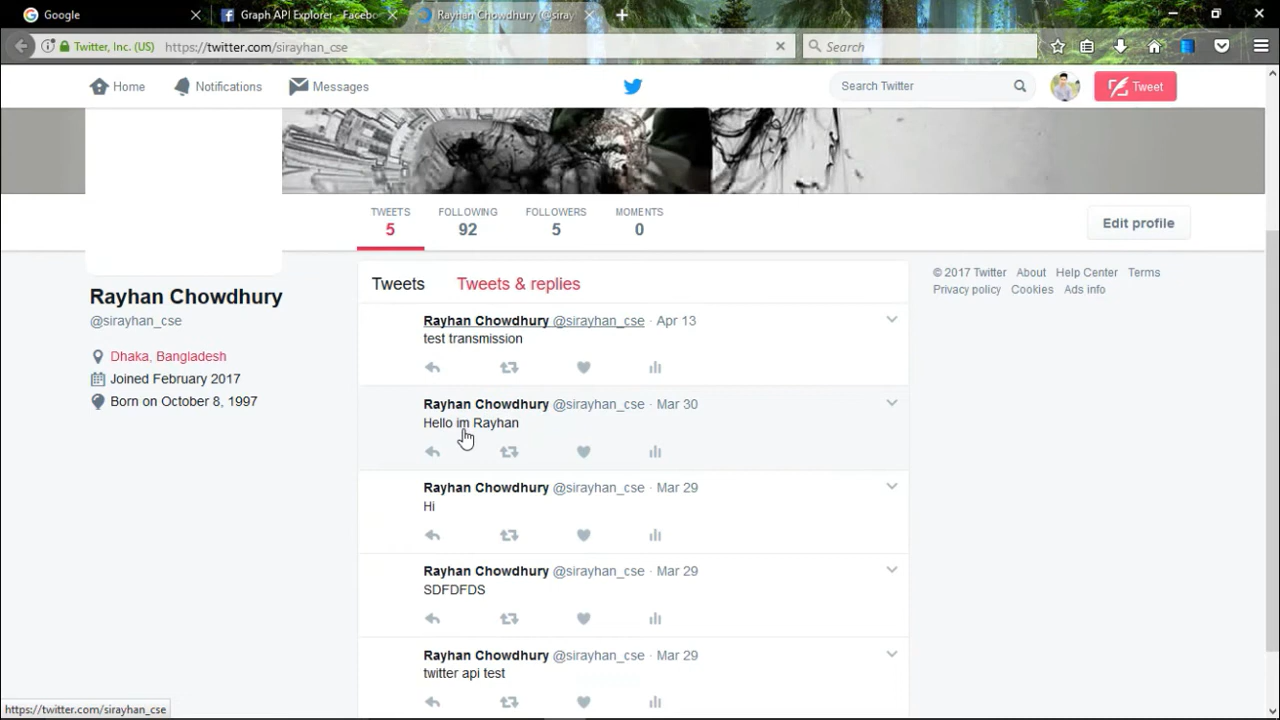 Google
Graph API Explorer - Faceboo
Rayhan Chowdhury (@siray
Twitter, Inc. (US)
https://twitter.com/sirayhan_cse
Search
Home
Notifications
Messages
Search Twitter
Tweet
TWEETS
5
FOLLOWING
92
FOLLOWERS
5
MOMENTS
0
Edit profile
Rayhan Chowdhury
@sirayhan_cse
Dhaka, Bangladesh
Joined February 2017
Born on October 8, 1997
Tweets
Tweets & replies
Rayhan Chowdhury @sirayhan_cse · Apr 13
test transmission
Rayhan Chowdhury @sirayhan_cse · Mar 30
Hello im Rayhan
Rayhan Chowdhury @sirayhan_cse · Mar 29
Hi
Rayhan Chowdhury @sirayhan_cse · Mar 29
SDFDFDS
Rayhan Chowdhury @sirayhan_cse · Mar 29
twitter api test
© 2017 Twitter About Help Center Terms
Privacy policy Cookies Ads info
https://twitter.com/sirayhan_cse